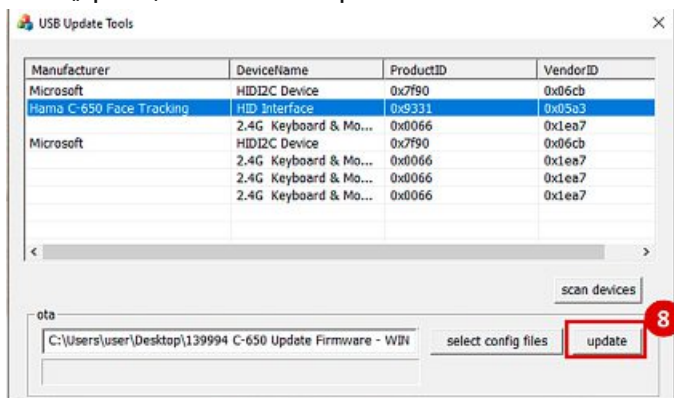 USB Update Tools
Manufacturer DeviceName ProductID VendorID
Microsoft HIDI2C Device 0x7f90 0x06cb
Hama C-650 Face Tracking HID Interface 0x9331 0x05a3
2.4G Keyboard & Mo... 0x0066 0x1ea7
Microsoft HIDI2C Device 0x7f90 0x06cb
2.4G Keyboard & Mo... 0x0066 0x1ea7
2.4G Keyboard & Mo... 0x0066 0x1ea7
2.4G Keyboard & Mo... 0x0066 0x1ea7
scan devices
8
ota
C:\Users\user\Desktop\139994 C-650 Update Firmware - WIN select config files update